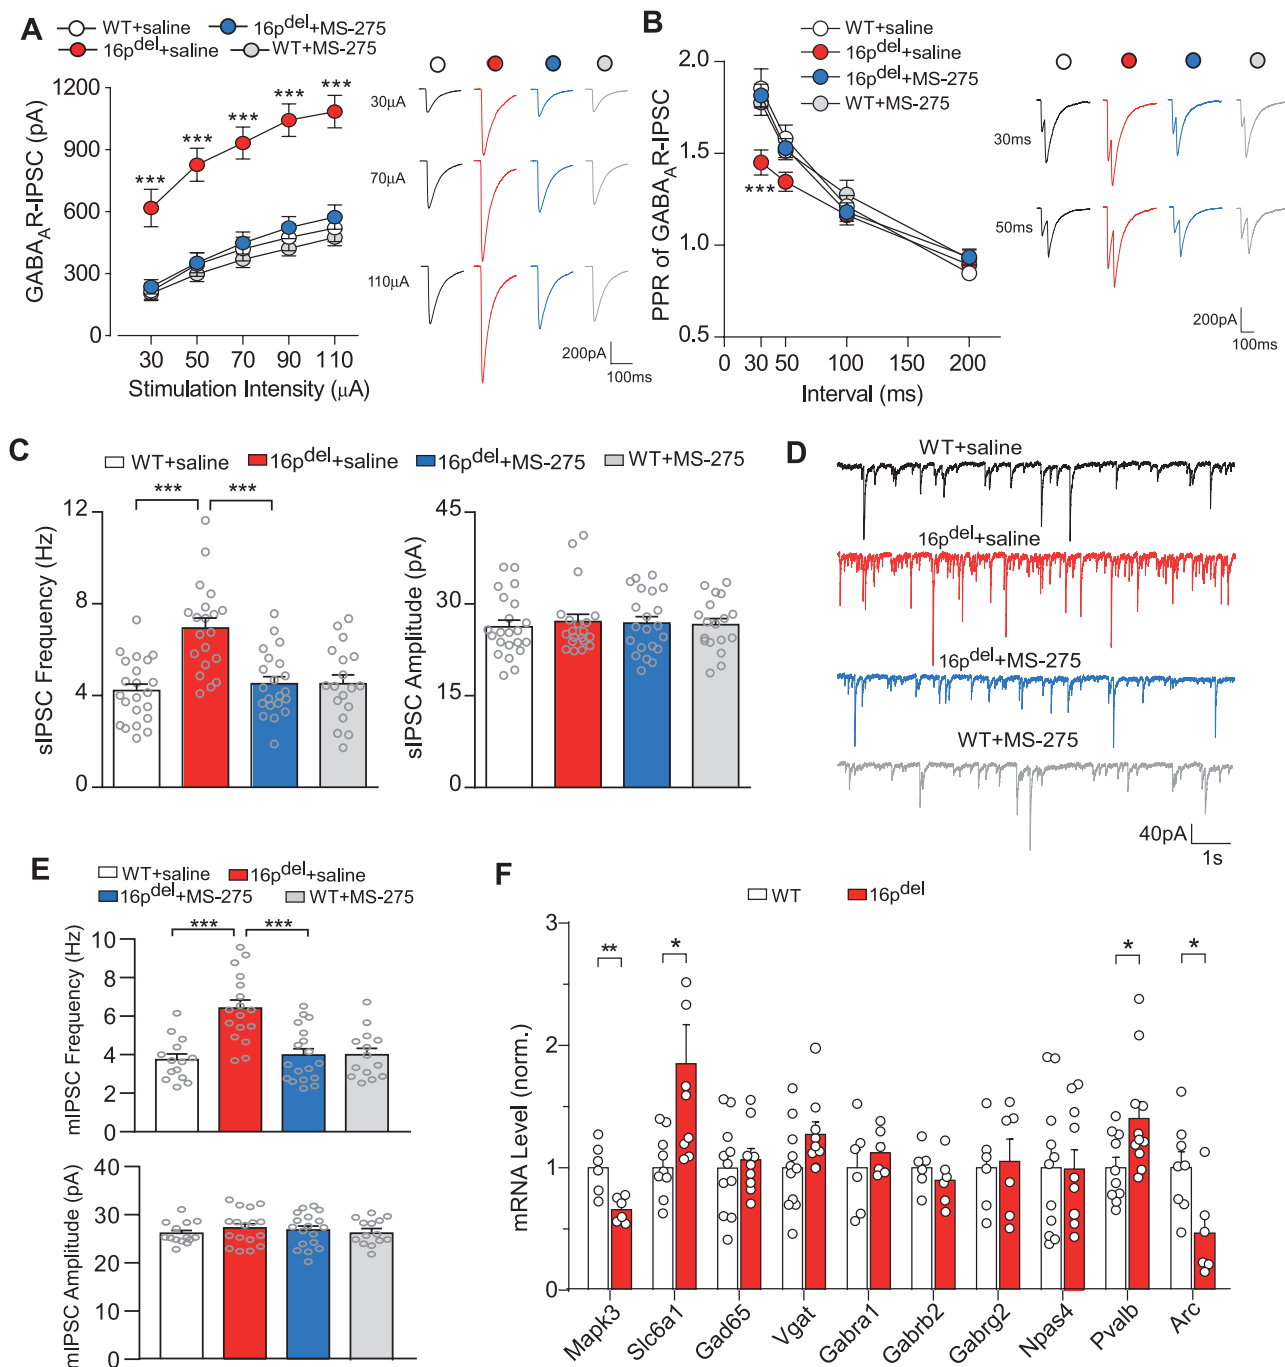 A
WT+saline
16pdel+MS-275
16pdel+saline
WT+MS-275
GABAAR-IPSC (pA)
1200
900
600
300
0
30 50 70 90 110
Stimulation Intensity (μA)
***
***
***
***
***
30μA
70μA
110μA
200pA
100ms
B
WT+saline
16pdel+saline
16pdel+MS-275
WT+MS-275
PPR of GABAAR-IPSC
2.0
1.5
1.0
0.5
***
0 30 50 100 150 200
Interval (ms)
30ms
50ms
200pA
100ms
C
WT+saline
16pdel+saline
16pdel+MS-275
WT+MS-275
*** ***
sIPSC Frequency (Hz)
12
8
4
0
sIPSC Amplitude (pA)
45
30
15
0
D
WT+saline
16pdel+saline
16pdel+MS-275
WT+MS-275
40pA
1s
E
WT+saline
16pdel+saline
16pdel+MS-275
WT+MS-275
*** ***
mIPSC Frequency (Hz)
10
8
6
4
2
0
mIPSC Amplitude (pA)
40
30
20
10
0
F
WT
16pdel
mRNA Level (norm.)
3
2
1
0
** * * *
Mapk3
Slc6a1
Gad65
Vgat
Gabra1
Gabrb2
Gabrg2
Npas4
Pvalb
Arc